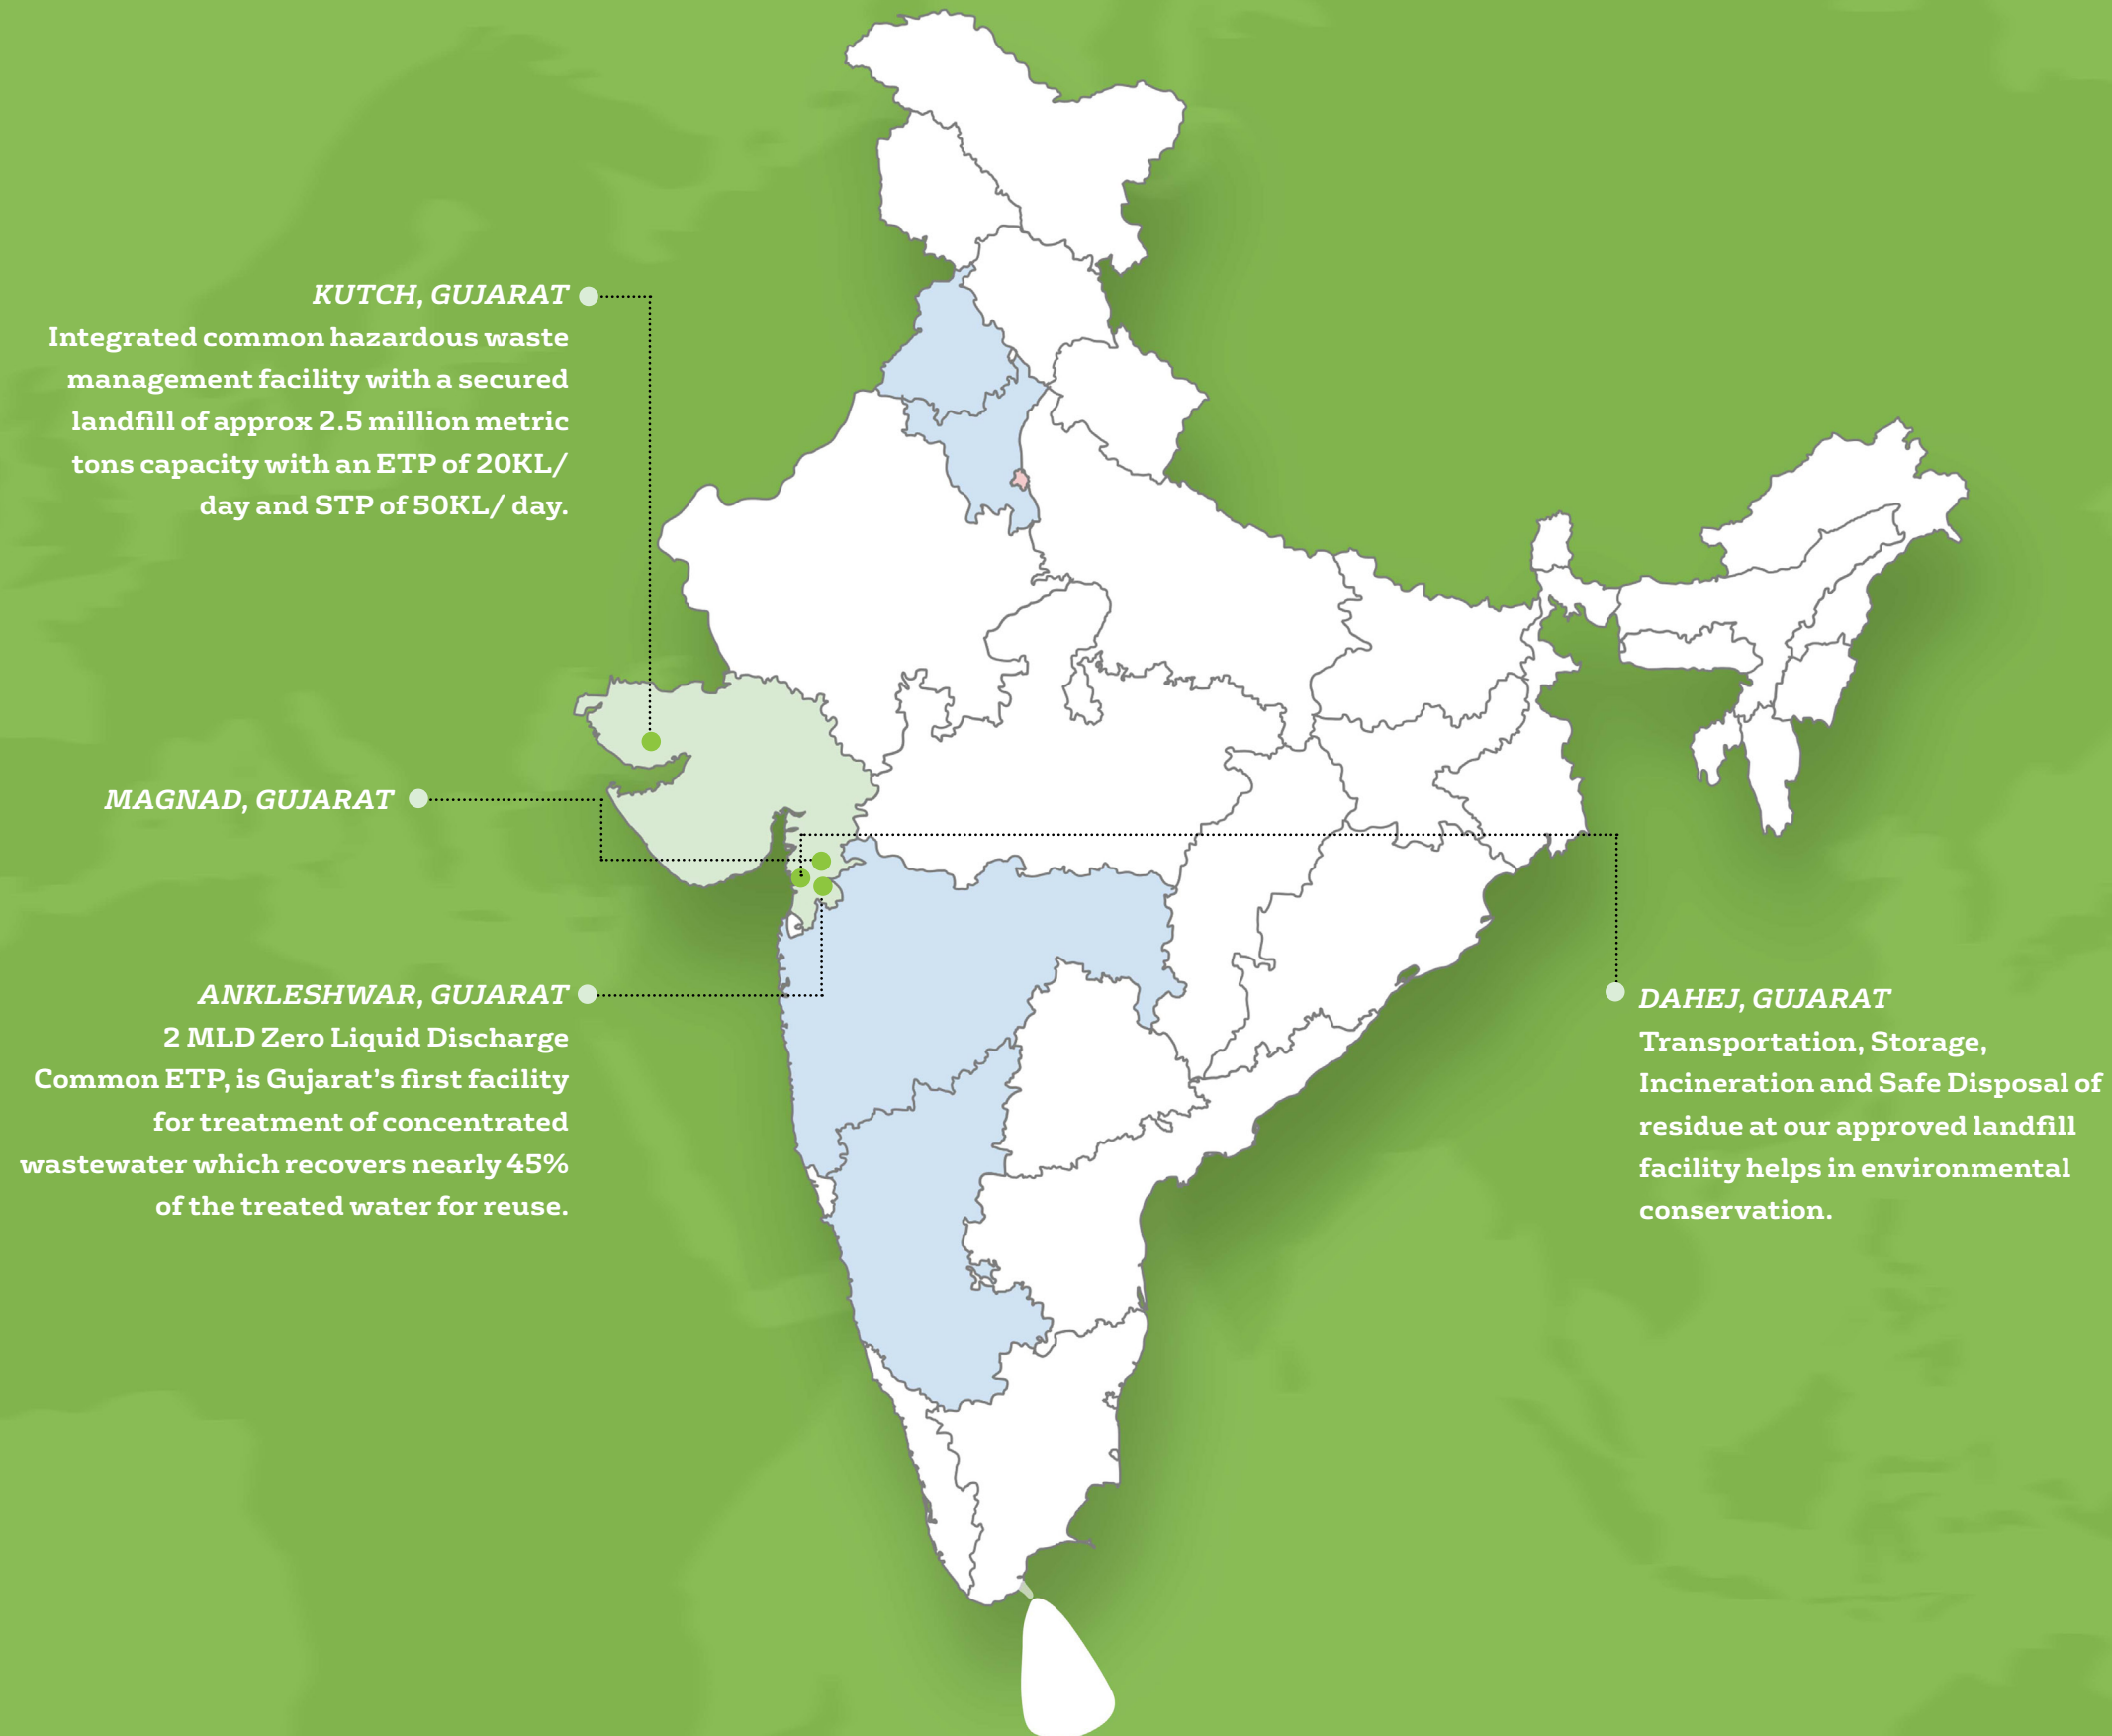 KUTCH, GUJARAT
Integrated common hazardous waste
management facility with a secured
landfill of approx 2.5 million metric
tons capacity with an ETP of 20KL/
day and STP of 50KL/ day.
MAGNAD, GUJARAT
ANKLESHWAR, GUJARAT
2 MLD Zero Liquid Discharge
Common ETP, is Gujarat’s first facility
for treatment of concentrated
wastewater which recovers nearly 45%
of the treated water for reuse.
DAHEJ, GUJARAT
Transportation, Storage,
Incineration and Safe Disposal of
residue at our approved landfill
facility helps in environmental
conservation.